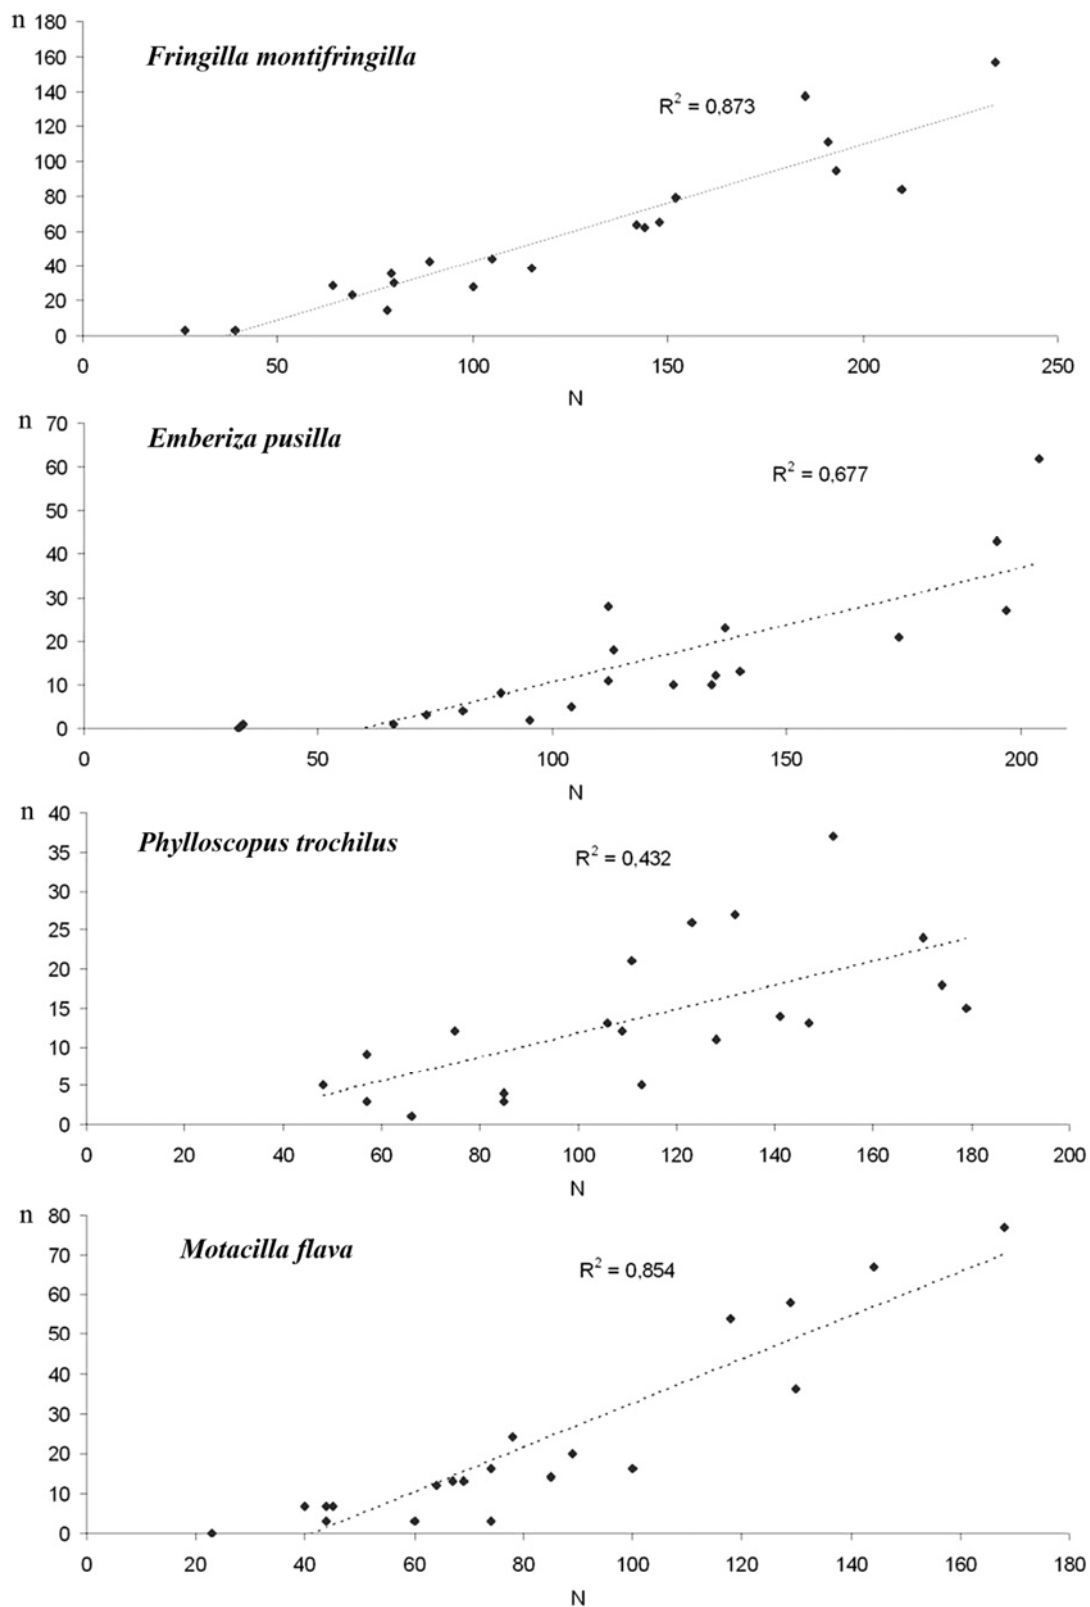 n
180
Fringilla montifringilla
160
140
R² = 0,873
120
100
80
60
40
20
0
0 50 100 150 200 250
N
n
70
Emberiza pusilla
60
R² = 0,677
50
40
30
20
10
0
0 50 100 150 200
N
n
40
Phylloscopus trochilus
35
R² = 0,432
30
25
20
15
10
5
0
0 20 40 60 80 100 120 140 160 180 200
N
n
80
Motacilla flava
70
R² = 0,854
60
50
40
30
20
10
0
0 20 40 60 80 100 120 140 160 180
N